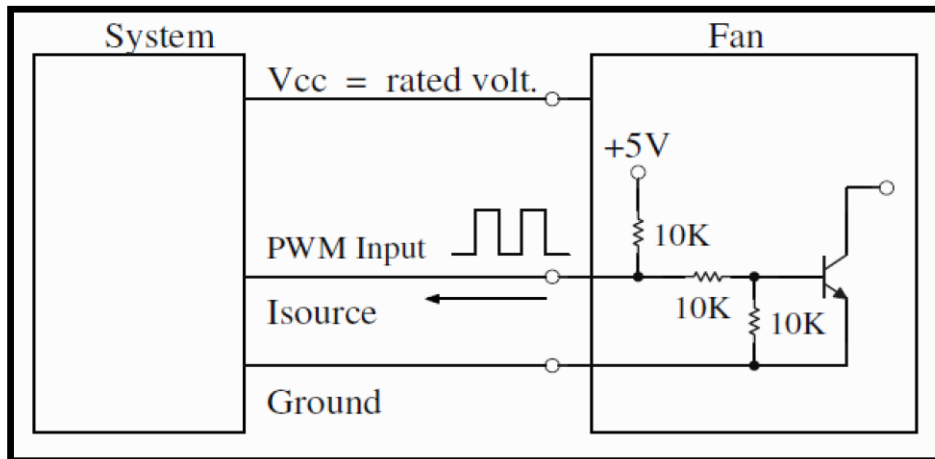 System
Fan
Vcc = rated volt.
+5V
10K
PWM Input
10K
10K
Isource
Ground